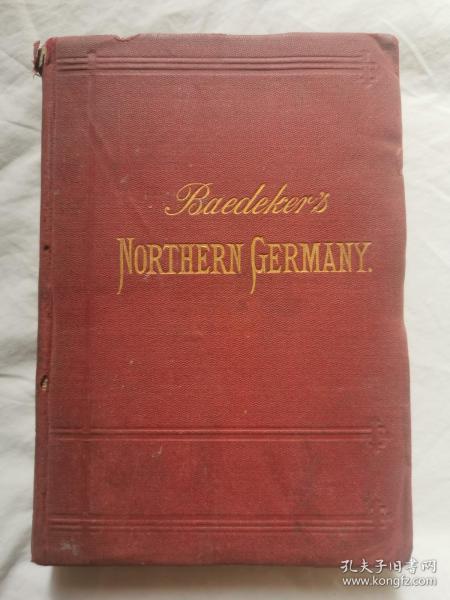 Baedeker's
NORTHERN GERMANY.
孔夫子旧书网
www.kongfz.com